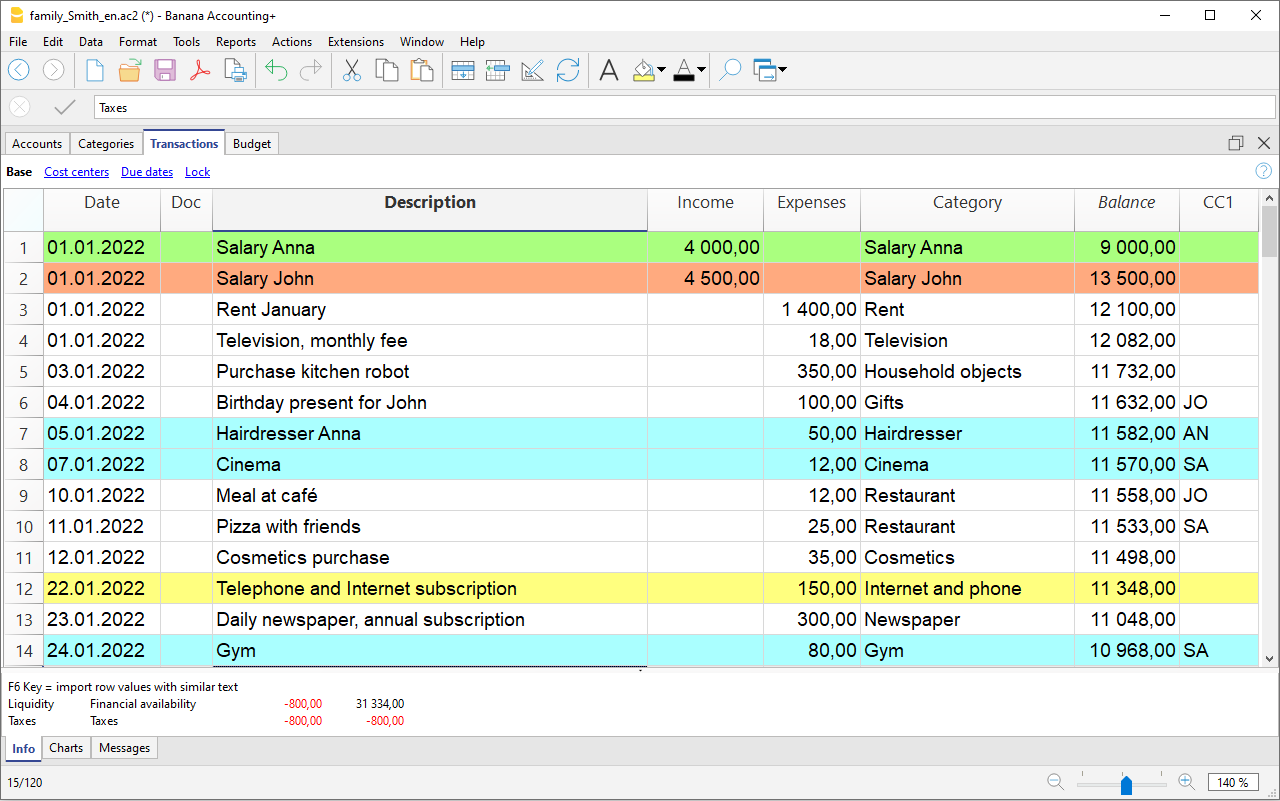 family_Smith_en.ac2 (*) - Banana Accounting+
File Edit Data Format Tools Reports Actions Extensions Window Help
Taxes
Accounts Categories Transactions Budget
Base Cost centers Due dates Lock
Date Doc Description Income Expenses Category Balance CC1
1 01.01.2022 Salary Anna 4 000,00 Salary Anna 9 000,00
2 01.01.2022 Salary John 4 500,00 Salary John 13 500,00
3 01.01.2022 Rent January 1 400,00 Rent 12 100,00
4 01.01.2022 Television, monthly fee 18,00 Television 12 082,00
5 03.01.2022 Purchase kitchen robot 350,00 Household objects 11 732,00
6 04.01.2022 Birthday present for John 100,00 Gifts 11 632,00 JO
7 05.01.2022 Hairdresser Anna 50,00 Hairdresser 11 582,00 AN
8 07.01.2022 Cinema 12,00 Cinema 11 570,00 SA
9 10.01.2022 Meal at café 12,00 Restaurant 11 558,00 JO
10 11.01.2022 Pizza with friends 25,00 Restaurant 11 533,00 SA
11 12.01.2022 Cosmetics purchase 35,00 Cosmetics 11 498,00
12 22.01.2022 Telephone and Internet subscription 150,00 Internet and phone 11 348,00
13 23.01.2022 Daily newspaper, annual subscription 300,00 Newspaper 11 048,00
14 24.01.2022 Gym 80,00 Gym 10 968,00 SA
F6 Key = import row values with similar text
Liquidity Financial availability -800,00 31 334,00
Taxes Taxes -800,00 -800,00
Info Charts Messages
15/120 140 %